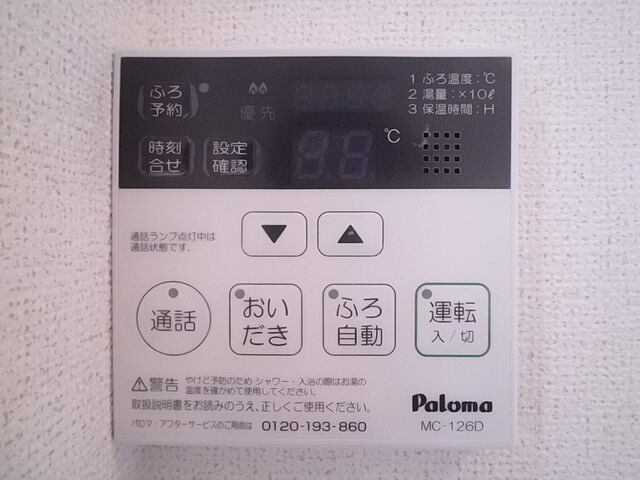 ふろ
予約
優先
1 ふろ温度:℃
2 湯量:×10ℓ
3 保温時間:H
時刻
合せ
設定
確認
℃
通話ランプ点灯中は
通話状態です。
▼
▲
通話
おい
だき
ふろ
自動
運転
入/切
⚠警告 やけど予防のため シャワー・入浴の際はお湯の
温度を確かめて使用してください。
取扱説明書をお読みのうえ、正しくご使用ください。
パロマ・アフターサービスのご用命は 0120-193-860
Paloma
MC-126D